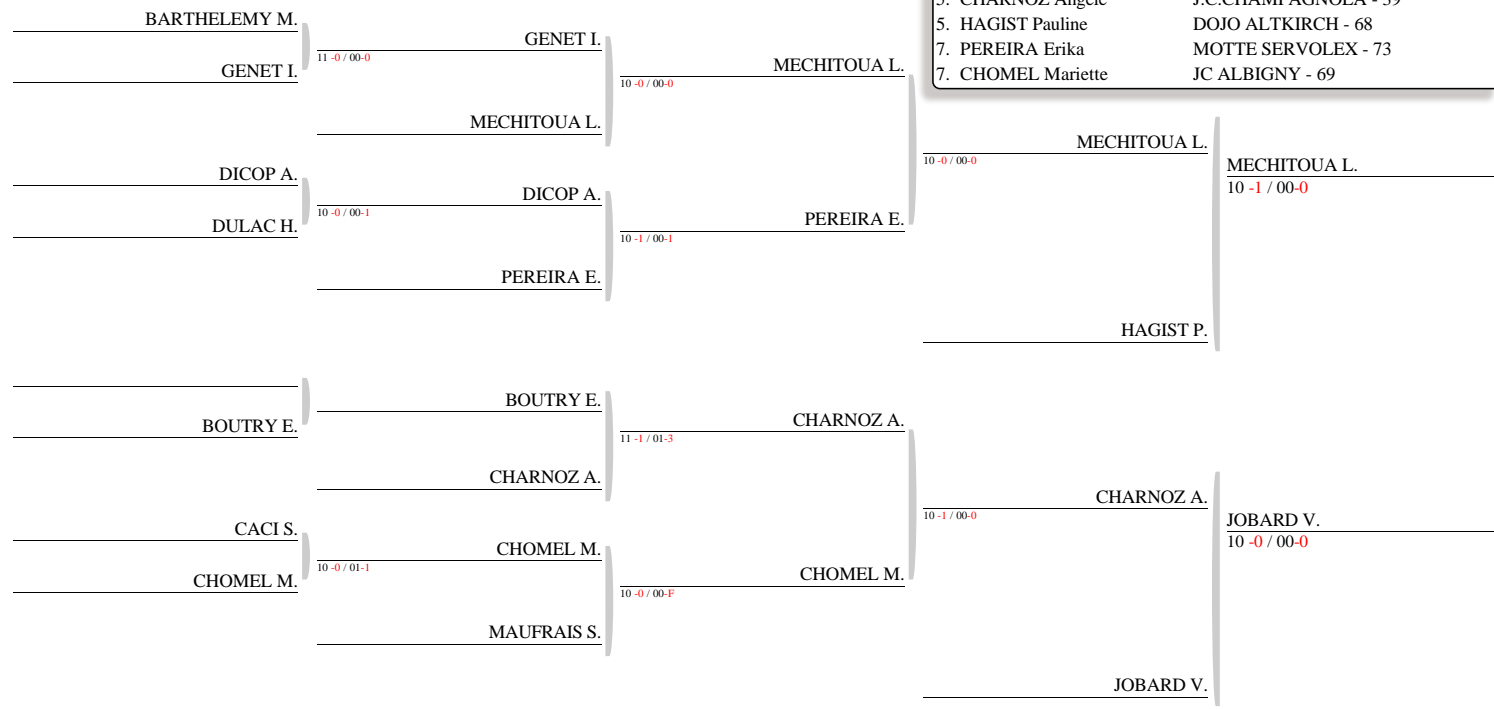 5. CHARNOZ Angèle J.C.CHAMPAGNOLA - 39
5. HAGIST Pauline DOJO ALTKIRCH - 68
7. PEREIRA Erika MOTTE SERVOLEX - 73
7. CHOMEL Mariette JC ALBIGNY - 69
BARTHELEMY M.
GENET I.
DICOP A.
DULAC H.
BOUTRY E.
CACI S.
CHOMEL M.
GENET I.
11 -0 / 00-0
MECHITOUA L.
DICOP A.
10 -0 / 00-1
PEREIRA E.
BOUTRY E.
CHARNOZ A.
CHOMEL M.
10 -0 / 01-1
MAUFRAIS S.
MECHITOUA L.
10 -0 / 00-0
PEREIRA E.
10 -1 / 00-1
CHARNOZ A.
11 -1 / 01-3
CHOMEL M.
10 -0 / 00-F
MECHITOUA L.
10 -0 / 00-0
HAGIST P.
CHARNOZ A.
10 -1 / 00-0
JOBARD V.
MECHITOUA L.
10 -1 / 00-0
JOBARD V.
10 -0 / 00-0